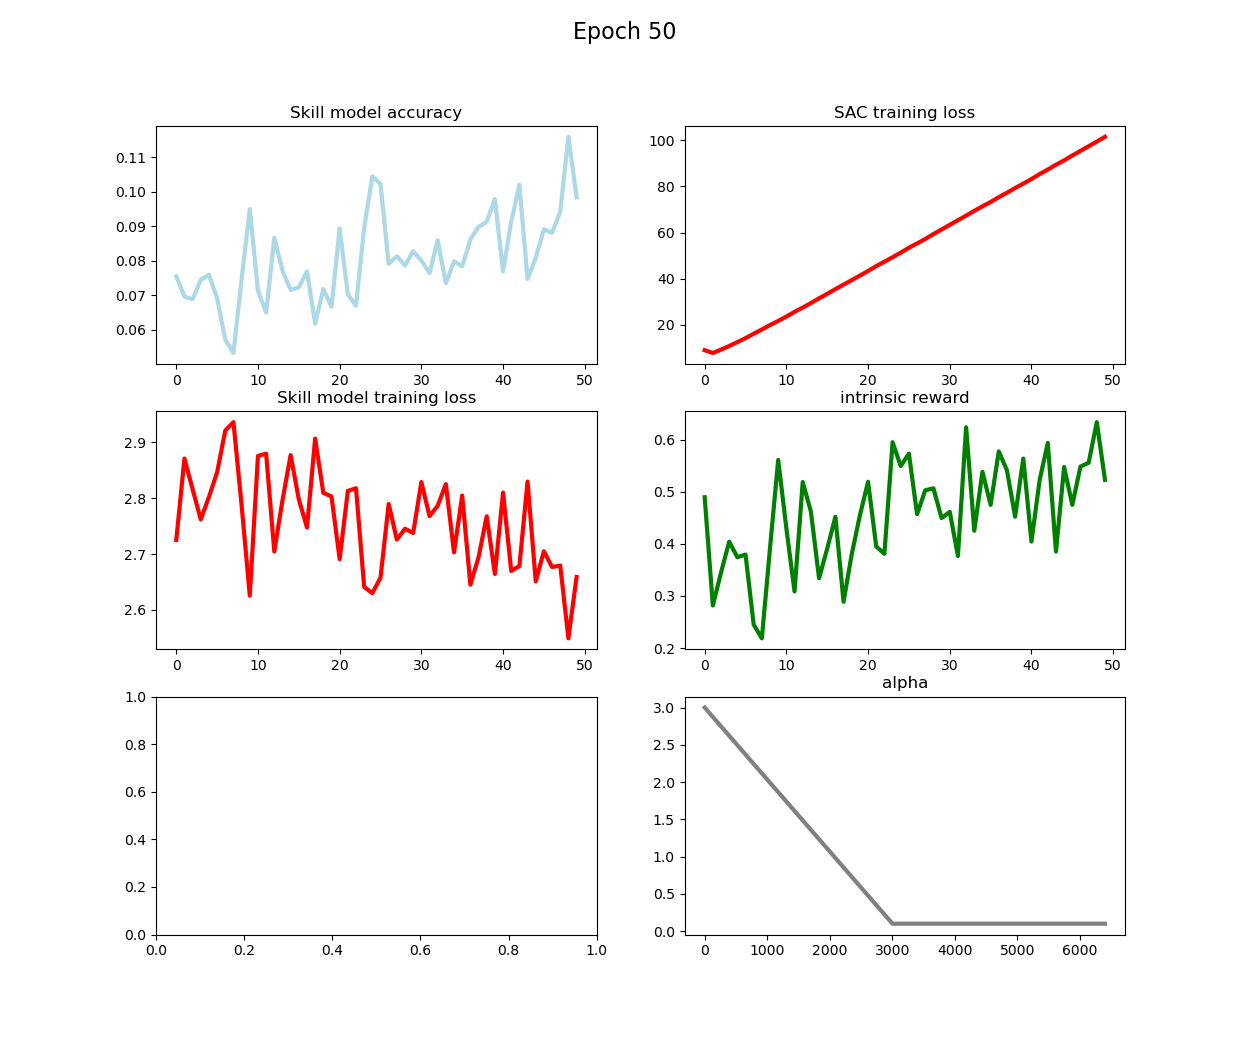 Epoch 50
Skill model accuracy
0.11
0.10
0.09
0.08
0.07
0.06
0 10 20 30 40 50
SAC training loss
100
80
60
40
20
0 10 20 30 40 50
Skill model training loss
2.9
2.8
2.7
2.6
0 10 20 30 40 50
intrinsic reward
0.6
0.5
0.4
0.3
0.2
0 10 20 30 40 50
1.0
0.8
0.6
0.4
0.2
0.0
0.0 0.2 0.4 0.6 0.8 1.0
alpha
3.0
2.5
2.0
1.5
1.0
0.5
0.0
0 1000 2000 3000 4000 5000 6000